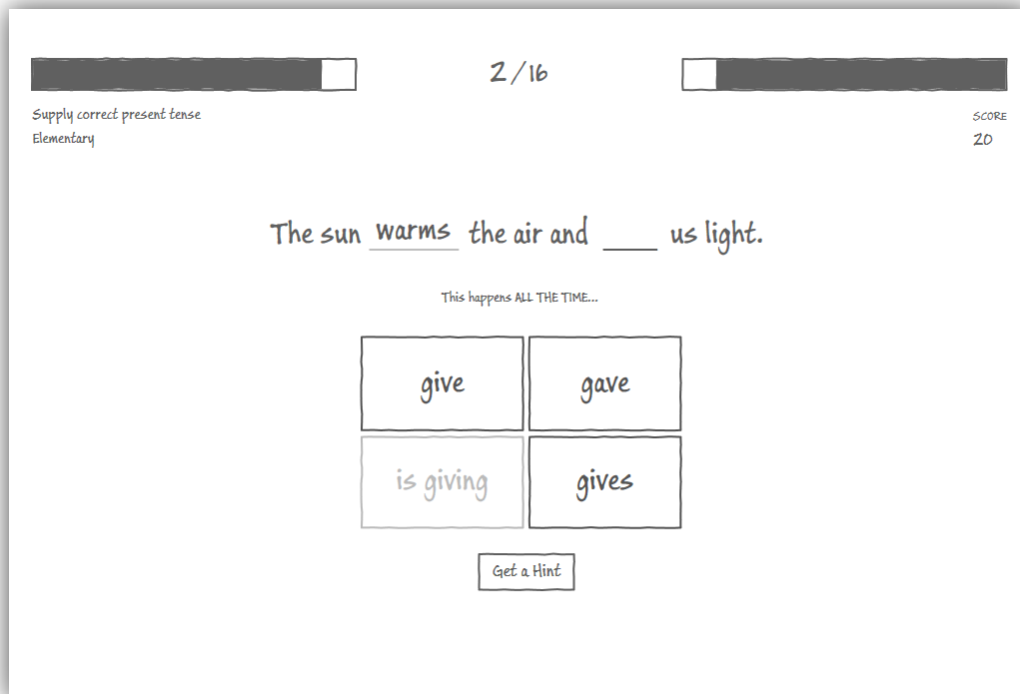 2/16
Supply correct present tense
Elementary
SCORE
20
The sun warms the air and ____ us light.
This happens ALL THE TIME...
give
gave
is giving
gives
Get a Hint